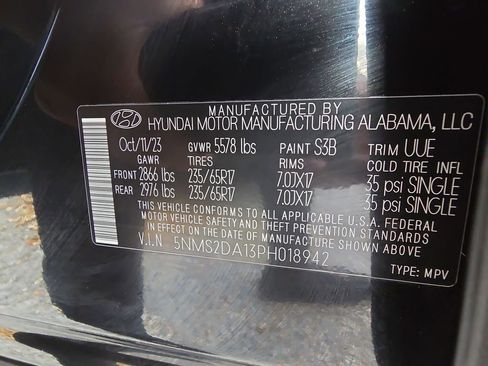 MANUFACTURED BY
HYUNDAI MOTOR MANUFACTURING ALABAMA, LLC
Oct/11/23 GVWR 5578 lbs PAINT S3B TRIM UUE
GAWR TIRES RIMS COLD TIRE INFL
FRONT 2866 lbs 235/65R17 7.0JX17 35 psi SINGLE
REAR 2976 lbs 235/65R17 7.0JX17 35 psi SINGLE
THIS VEHICLE CONFORMS TO ALL APPLICABLE U.S.A. FEDERAL
MOTOR VEHICLE SAFETY AND THEFT PREVENTION STANDARDS
IN EFFECT ON THE DATE OF MANUFACTURE SHOWN ABOVE
V.I.N 5NMS2DA13PH018942
TYPE: MPV